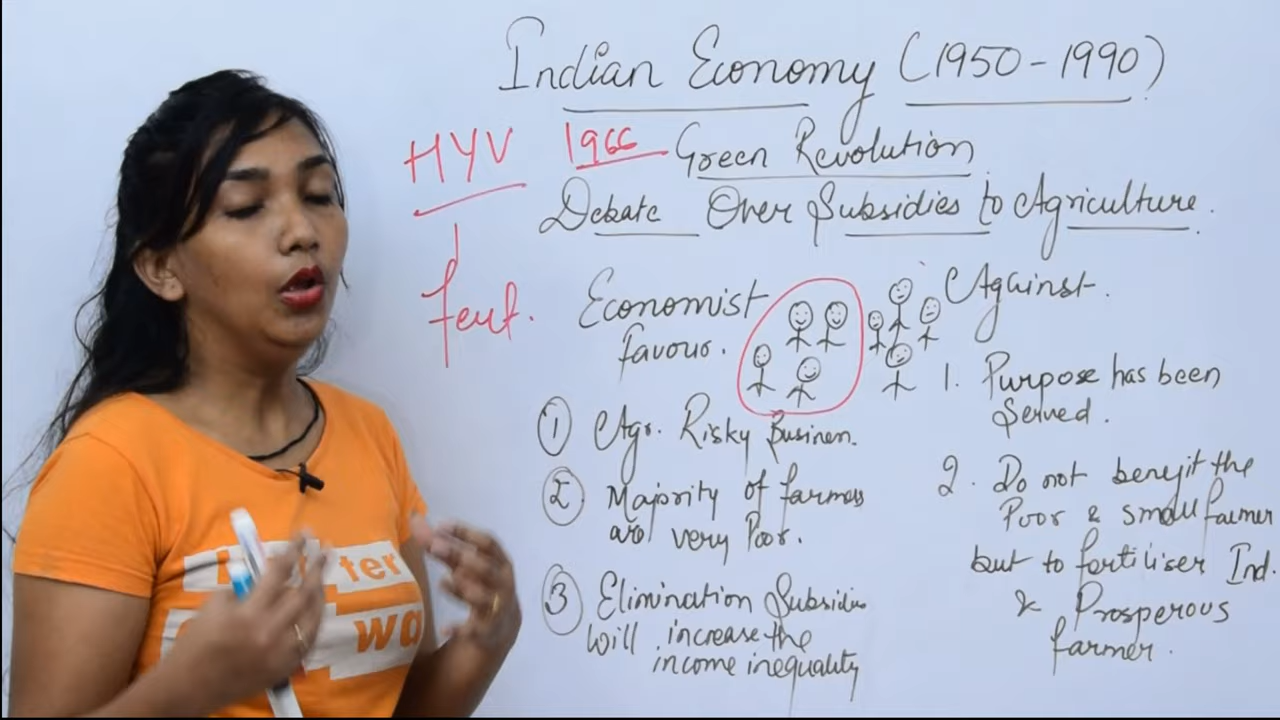 Indian Economy (1950-1990)
HYV 1966 Green Revolution
Debate Over Subsidies to Agriculture.
fert.
Economist favour.
① Agr. Risky Business.
② Majority of farmers
are very Poor.
③ Elimination Subsidies
will increase the
income inequality
Against.
1. Purpose has been
Served.
2. Do not benefit the
Poor & small farmer
but to fertiliser Ind.
& Prosperous
farmer.
ter
wa